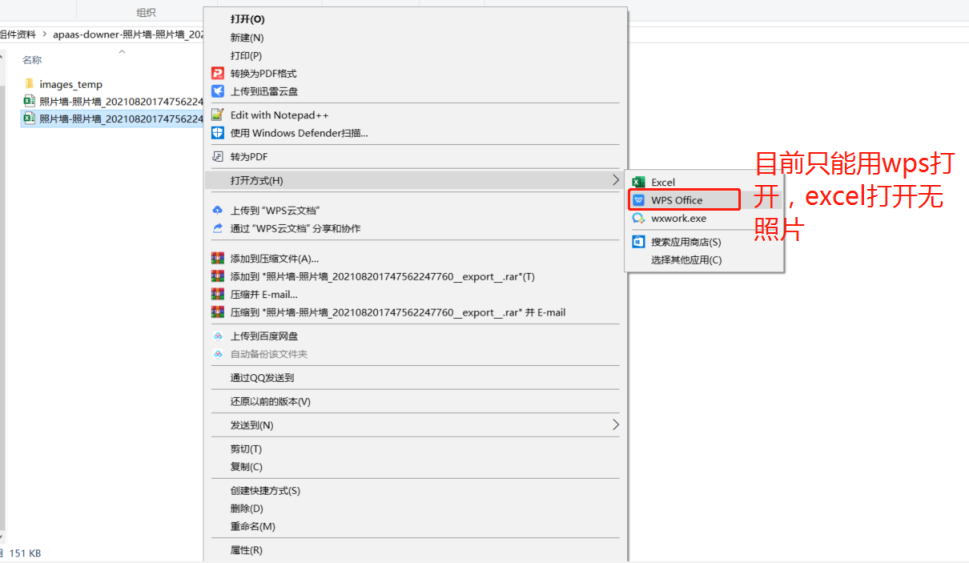 组织
组件资料 > apaas-downer-照片墙-照片墙_202
名称
images_temp
照片墙-照片墙_20210820174756224
照片墙-照片墙_20210820174756224
打开(O)
新建(N)
打印(P)
转换为PDF格式
上传到迅雷云盘
Edit with Notepad++
使用 Windows Defender扫描...
转为PDF
打开方式(H)
上传到 "WPS云文档"
通过 "WPS云文档" 分享和协作
添加到压缩文件(A)...
添加到 "照片墙-照片墙_202108201747562247760__export__.rar"(T)
压缩并 E-mail...
压缩到 "照片墙-照片墙_202108201747562247760__export__.rar" 并 E-mail
上传到百度网盘
自动备份该文件夹
通过QQ发送到
还原以前的版本(V)
发送到(N)
剪切(T)
复制(C)
创建快捷方式(S)
删除(D)
重命名(M)
属性(R)
Excel
WPS Office
wxwork.exe
搜索应用商店(S)
选择其他应用(C)
目前只能用wps打
开，excel打开无
照片
151 KB